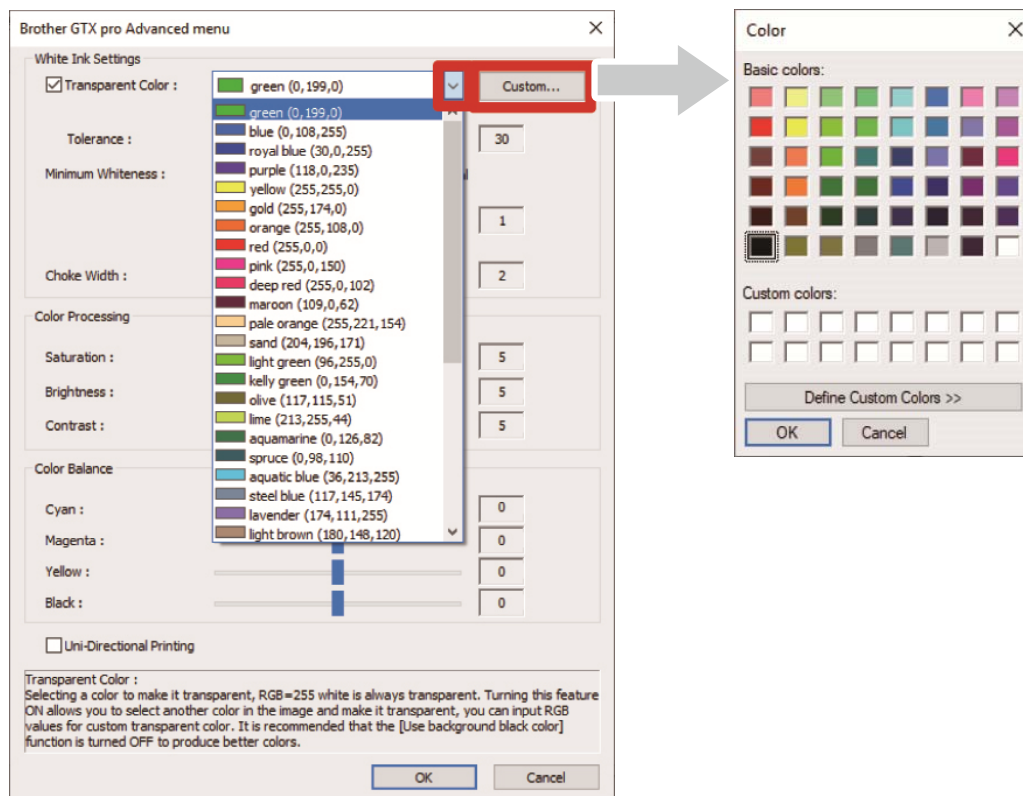 Brother GTX pro Advanced menu
White Ink Settings
Transparent Color :
green (0,199,0)
Custom...
green (0,199,0)
blue (0,108,255)
royal blue (30,0,255)
purple (118,0,235)
yellow (255,255,0)
gold (255,174,0)
orange (255,108,0)
red (255,0,0)
pink (255,0,150)
deep red (255,0,102)
maroon (109,0,62)
pale orange (255,221,154)
sand (204,196,171)
light green (96,255,0)
kelly green (0,154,70)
olive (117,115,51)
lime (213,255,44)
aquamarine (0,126,82)
spruce (0,98,110)
aquatic blue (36,213,255)
steel blue (117,145,174)
lavender (174,111,255)
light brown (180,148,120)
Tolerance :
30
Minimum Whiteness :
1
Choke Width :
2
Color Processing
Saturation :
5
Brightness :
5
Contrast :
5
Color Balance
Cyan :
0
Magenta :
0
Yellow :
0
Black :
0
Uni-Directional Printing
Transparent Color :
Selecting a color to make it transparent, RGB=255 white is always transparent. Turning this feature
ON allows you to select another color in the image and make it transparent, you can input RGB
values for custom transparent color. It is recommended that the [Use background black color]
function is turned OFF to produce better colors.
OK
Cancel
Color
Basic colors:
Custom colors:
Define Custom Colors >>
OK
Cancel